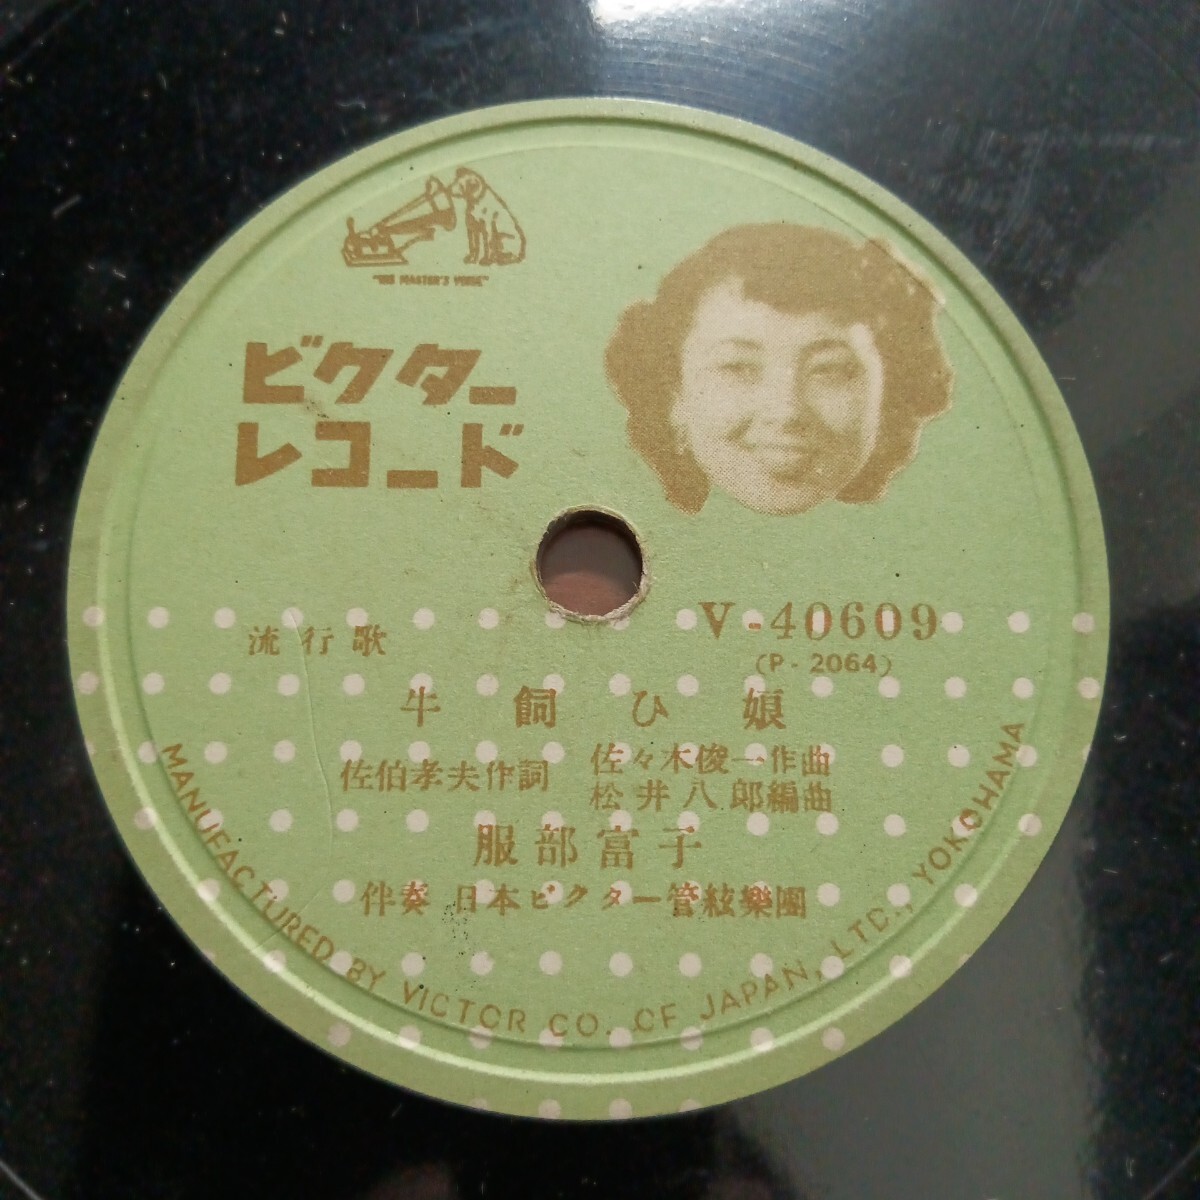 "HIS MASTER'S VOICE"
ビクター
レコード
V-40609
(P-2064)
流行歌
牛飼ひ娘
佐伯孝夫作詞
佐々木俊一作曲
松井八郎編曲
服部富子
伴奏 日本ビクター管絃樂團
MANUFACTURED BY VICTOR CO. OF JAPAN, LTD., YOKOHAMA